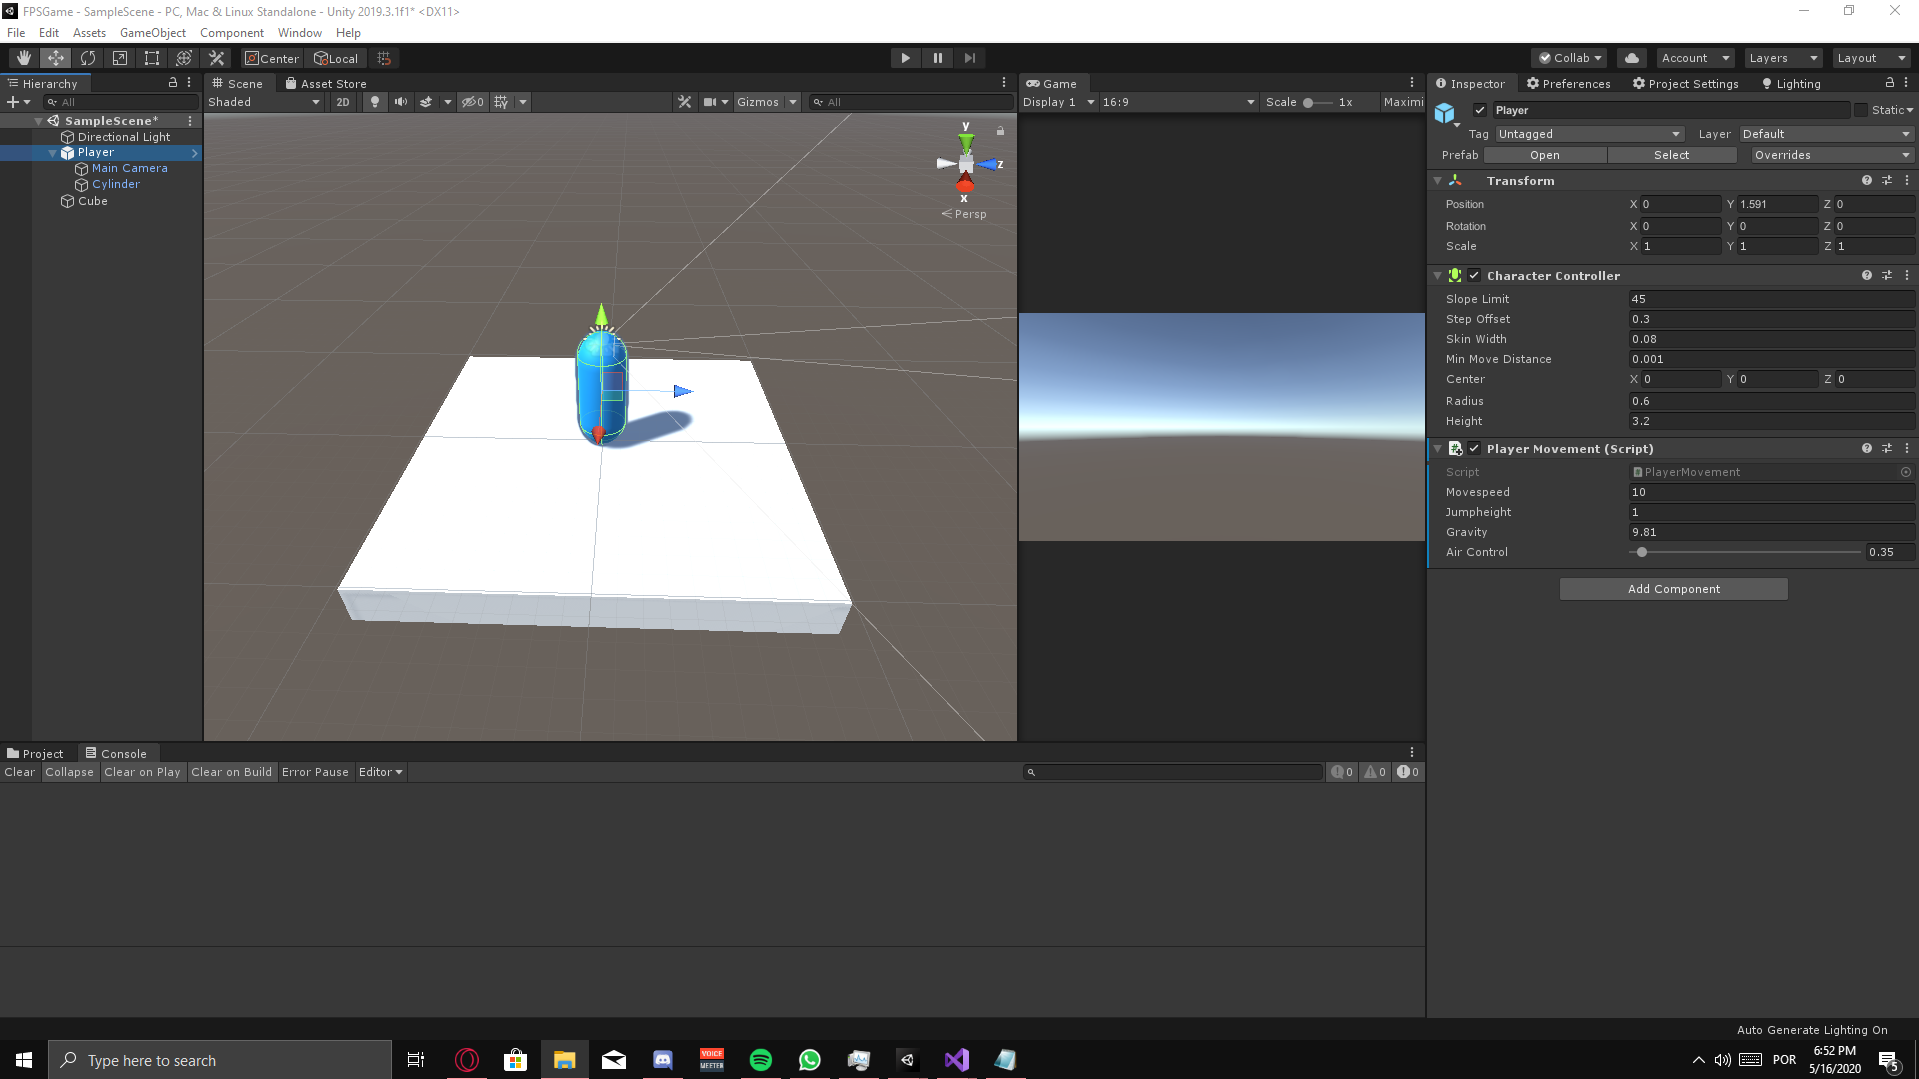 FPSGame - SampleScene - PC, Mac & Linux Standalone - Unity 2019.3.1f1* <DX11>
File Edit Assets GameObject Component Window Help
Center Local Collab Account Layers Layout
Hierarchy
All
SampleScene*
Directional Light
Player
Main Camera
Cylinder
Cube
Scene Asset Store
Shaded 2D 0 Gizmos All
y
z
x
Persp
Game
Display 1 16:9 Scale 1x Maximi
Inspector Preferences Project Settings Lighting
Player Static
Tag Untagged Layer Default
Prefab Open Select Overrides
Transform
Position X 0 Y 1.591 Z 0
Rotation X 0 Y 0 Z 0
Scale X 1 Y 1 Z 1
Character Controller
Slope Limit 45
Step Offset 0.3
Skin Width 0.08
Min Move Distance 0.001
Center X 0 Y 0 Z 0
Radius 0.6
Height 3.2
Player Movement (Script)
Script PlayerMovement
Movespeed 10
Jumpheight 1
Gravity 9.81
Air Control 0.35
Add Component
Project Console
Clear Collapse Clear on Play Clear on Build Error Pause Editor 0 0 0
Auto Generate Lighting On
Type here to search
VOICE
MEETER
POR
6:52 PM
5/16/2020
5